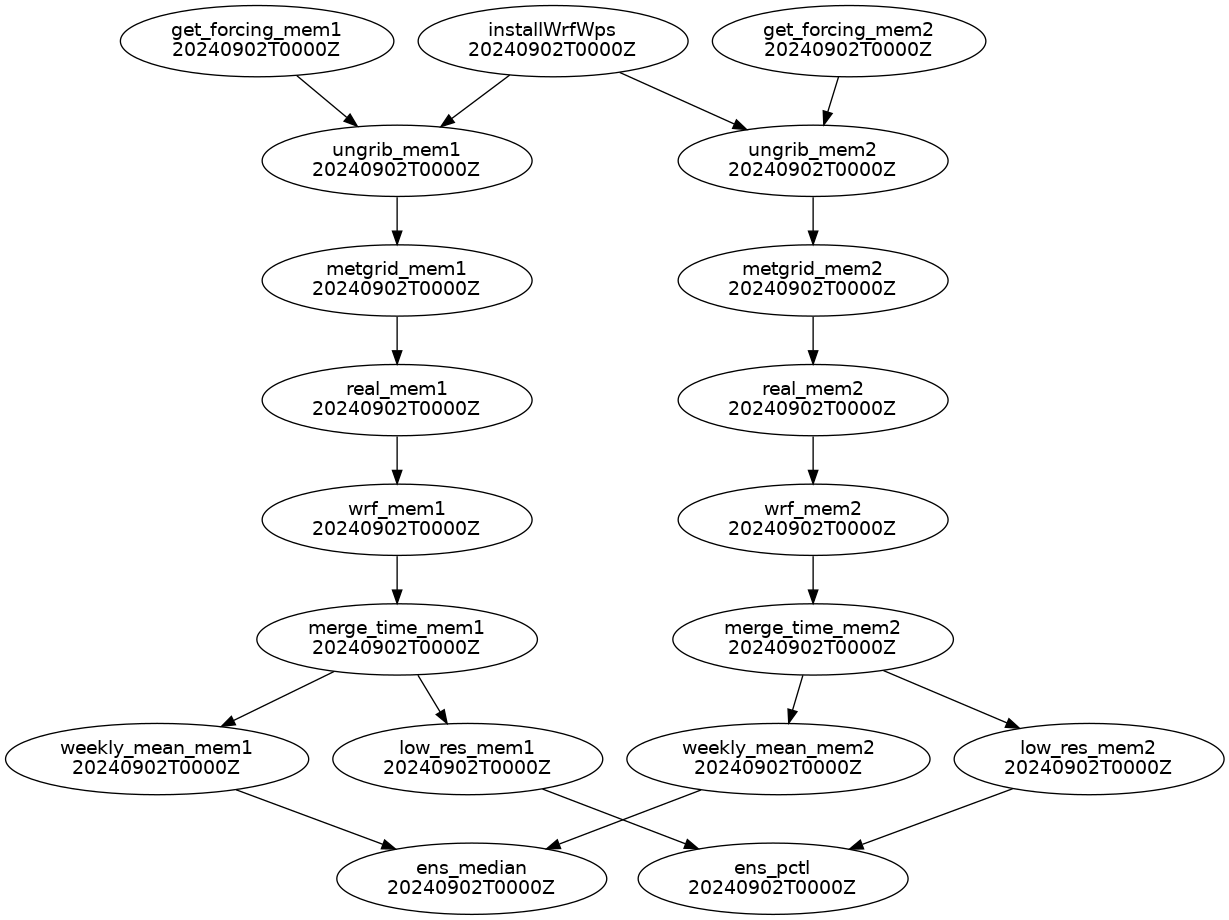 get_forcing_mem1
20240902T0000Z
installWrfWps
20240902T0000Z
get_forcing_mem2
20240902T0000Z
ungrib_mem1
20240902T0000Z
ungrib_mem2
20240902T0000Z
metgrid_mem1
20240902T0000Z
metgrid_mem2
20240902T0000Z
real_mem1
20240902T0000Z
real_mem2
20240902T0000Z
wrf_mem1
20240902T0000Z
wrf_mem2
20240902T0000Z
merge_time_mem1
20240902T0000Z
merge_time_mem2
20240902T0000Z
weekly_mean_mem1
20240902T0000Z
low_res_mem1
20240902T0000Z
weekly_mean_mem2
20240902T0000Z
low_res_mem2
20240902T0000Z
ens_median
20240902T0000Z
ens_pctl
20240902T0000Z